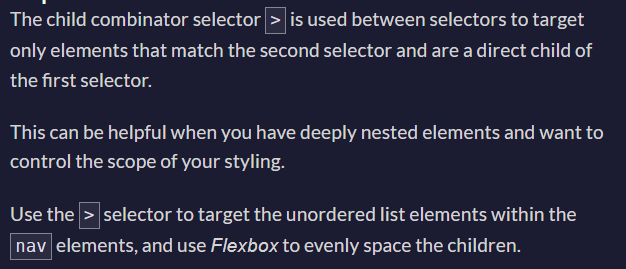 The child combinator selector > is used between selectors to target
only elements that match the second selector and are a direct child of
the first selector.
This can be helpful when you have deeply nested elements and want to
control the scope of your styling.
Use the > selector to target the unordered list elements within the
nav elements, and use Flexbox to evenly space the children.